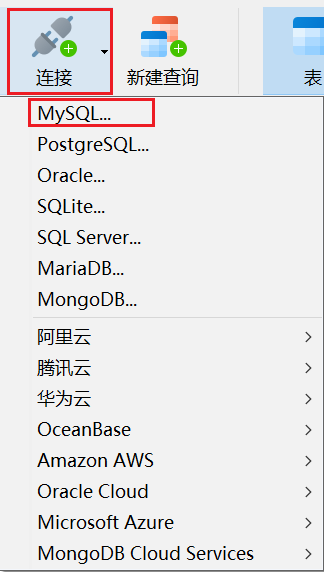 连接 新建查询 表
MySQL...
PostgreSQL...
Oracle...
SQLite...
SQL Server...
MariaDB...
MongoDB...
阿里云
腾讯云
华为云
OceanBase
Amazon AWS
Oracle Cloud
Microsoft Azure
MongoDB Cloud Services